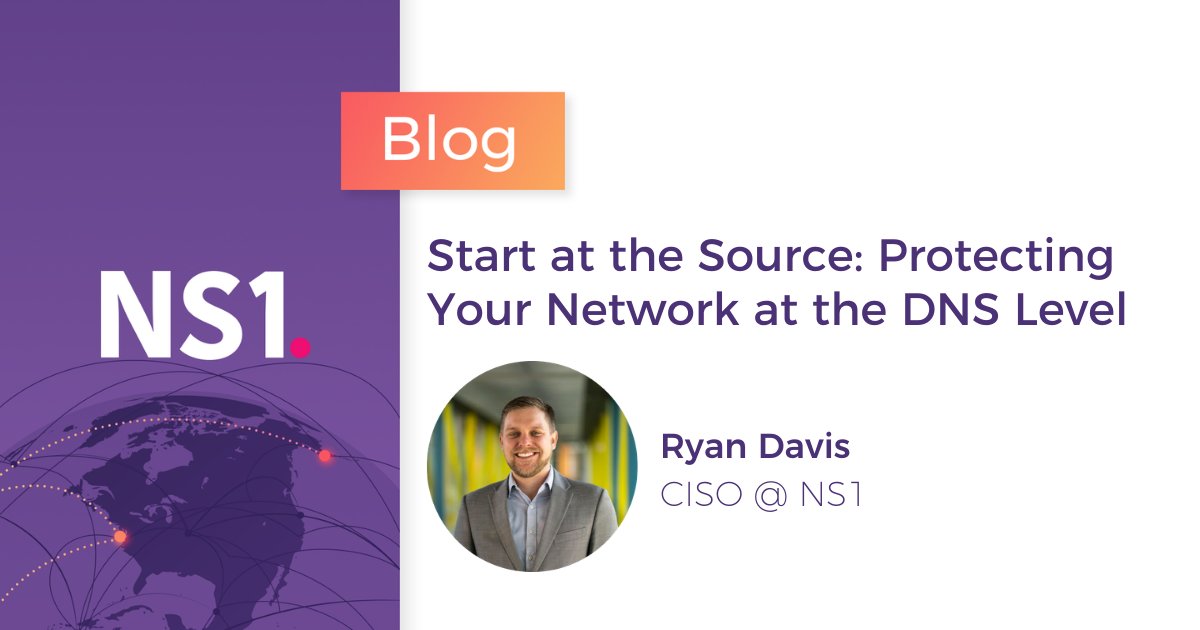 Blog
NS1.
Start at the Source: Protecting
Your Network at the DNS Level
Ryan Davis
CISO @ NS1